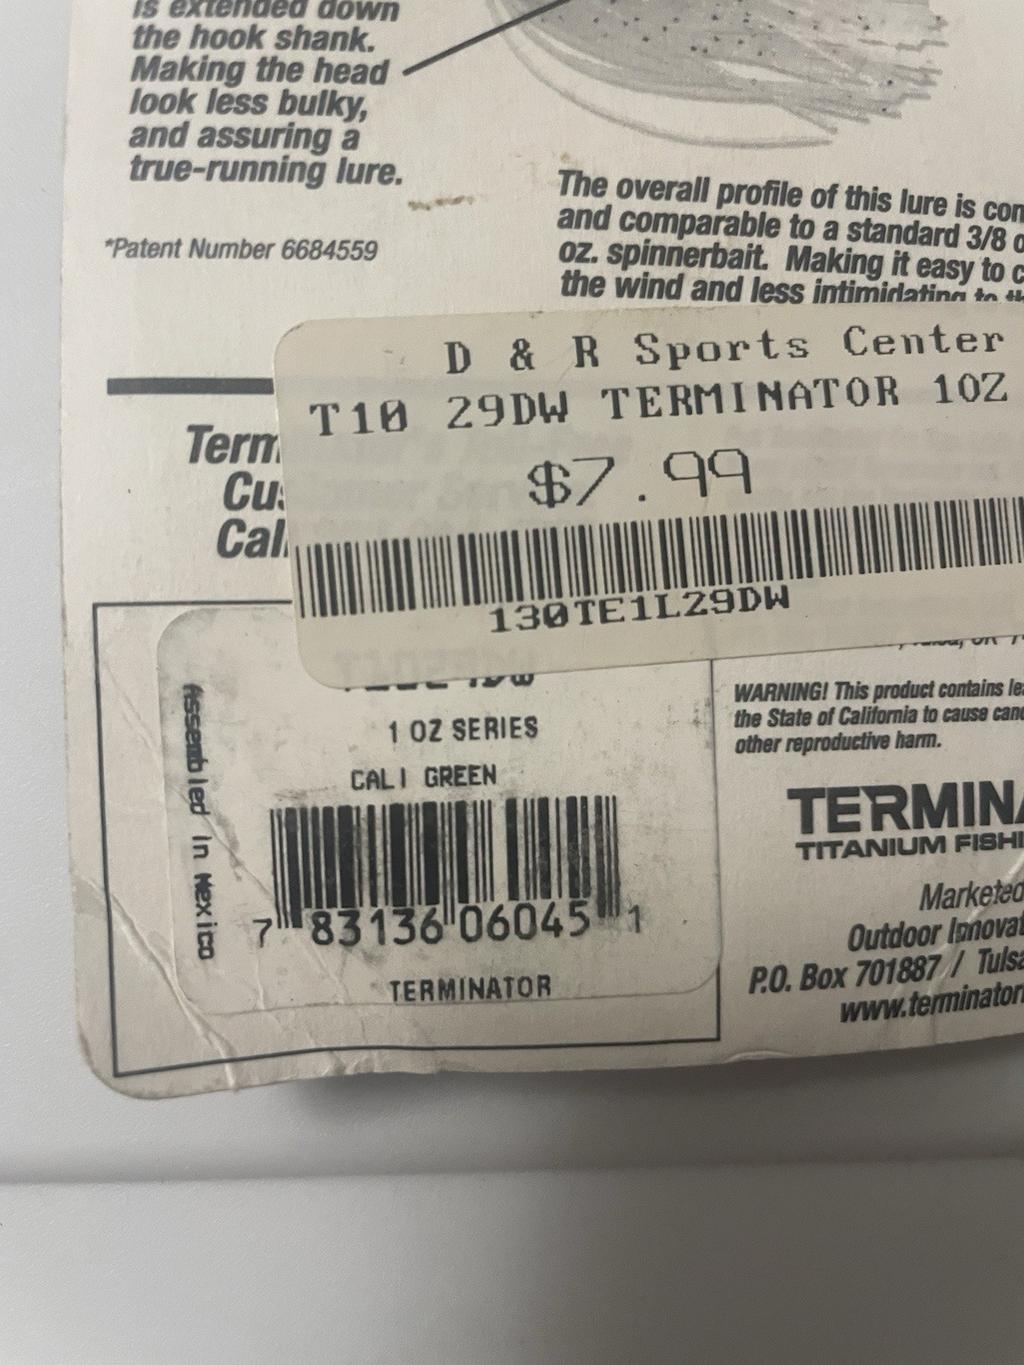 is extended down
the hook shank.
Making the head
look less bulky,
and assuring a
true-running lure.
*Patent Number 6684559
The overall profile of this lure is
and comparable to a standard 3/8
oz. spinnerbait. Making it easy to
the wind and less intimidating to
D & R Sports Center
T10 29DW TERMINATOR 1OZ
$7.99
130TE1L29DW
1 OZ SERIES
CALI GREEN
7 83136 06045 1
TERMINATOR
Assembled in Mexico
WARNING! This product contains
the State of California to cause
other reproductive harm.
TITANIUM
Marketed
Outdoor
P.O. Box 701887 / Tulsa